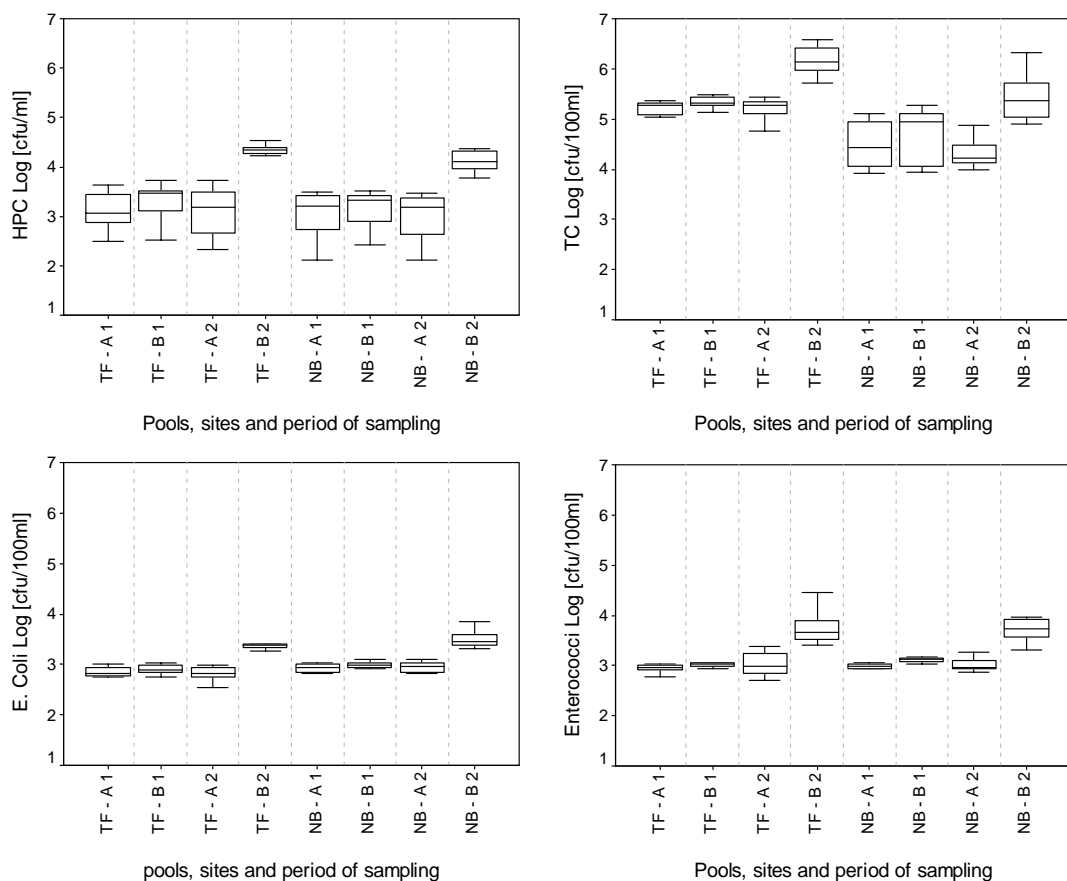 HPC Log [cfu/ml]
7
6
5
4
3
2
1
TF - A 1
TF - B 1
TF - A 2
TF - B 2
NB - A 1
NB - B 1
NB - A 2
NB - B 2
Pools, sites and period of sampling
TC Log [cfu/100ml]
7
6
5
4
3
2
1
TF - A 1
TF - B 1
TF - A 2
TF - B 2
NB - A 1
NB - B 1
NB - A 2
NB - B 2
Pools, sites and period of sampling
E. Coli Log [cfu/100ml]
7
6
5
4
3
2
1
TF - A 1
TF - B 1
TF - A 2
TF - B 2
NB - A 1
NB - B 1
NB - A 2
NB - B 2
pools, sites and period of sampling
Enterococci Log [cfu/100ml]
7
6
5
4
3
2
1
TF - A 1
TF - B 1
TF - A 2
TF - B 2
NB - A 1
NB - B 1
NB - A 2
NB - B 2
Pools, sites and period of sampling